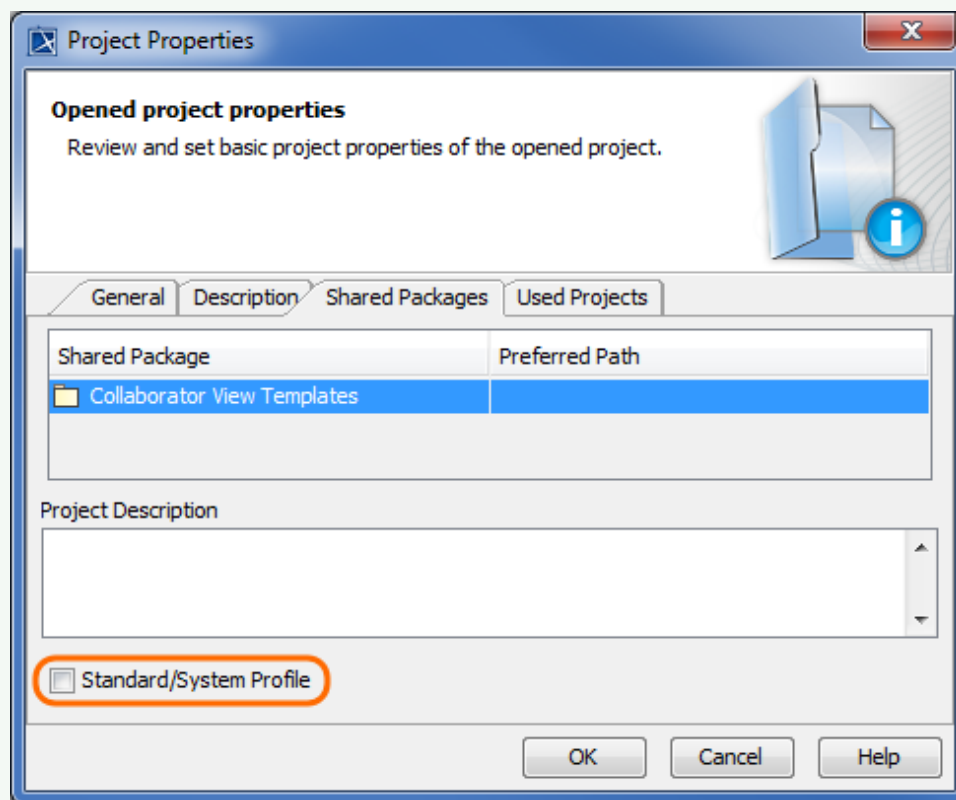 Project Properties
Opened project properties
Review and set basic project properties of the opened project.
General Description Shared Packages Used Projects
Shared Package Preferred Path
Collaborator View Templates
Project Description
Standard/System Profile
OK Cancel Help